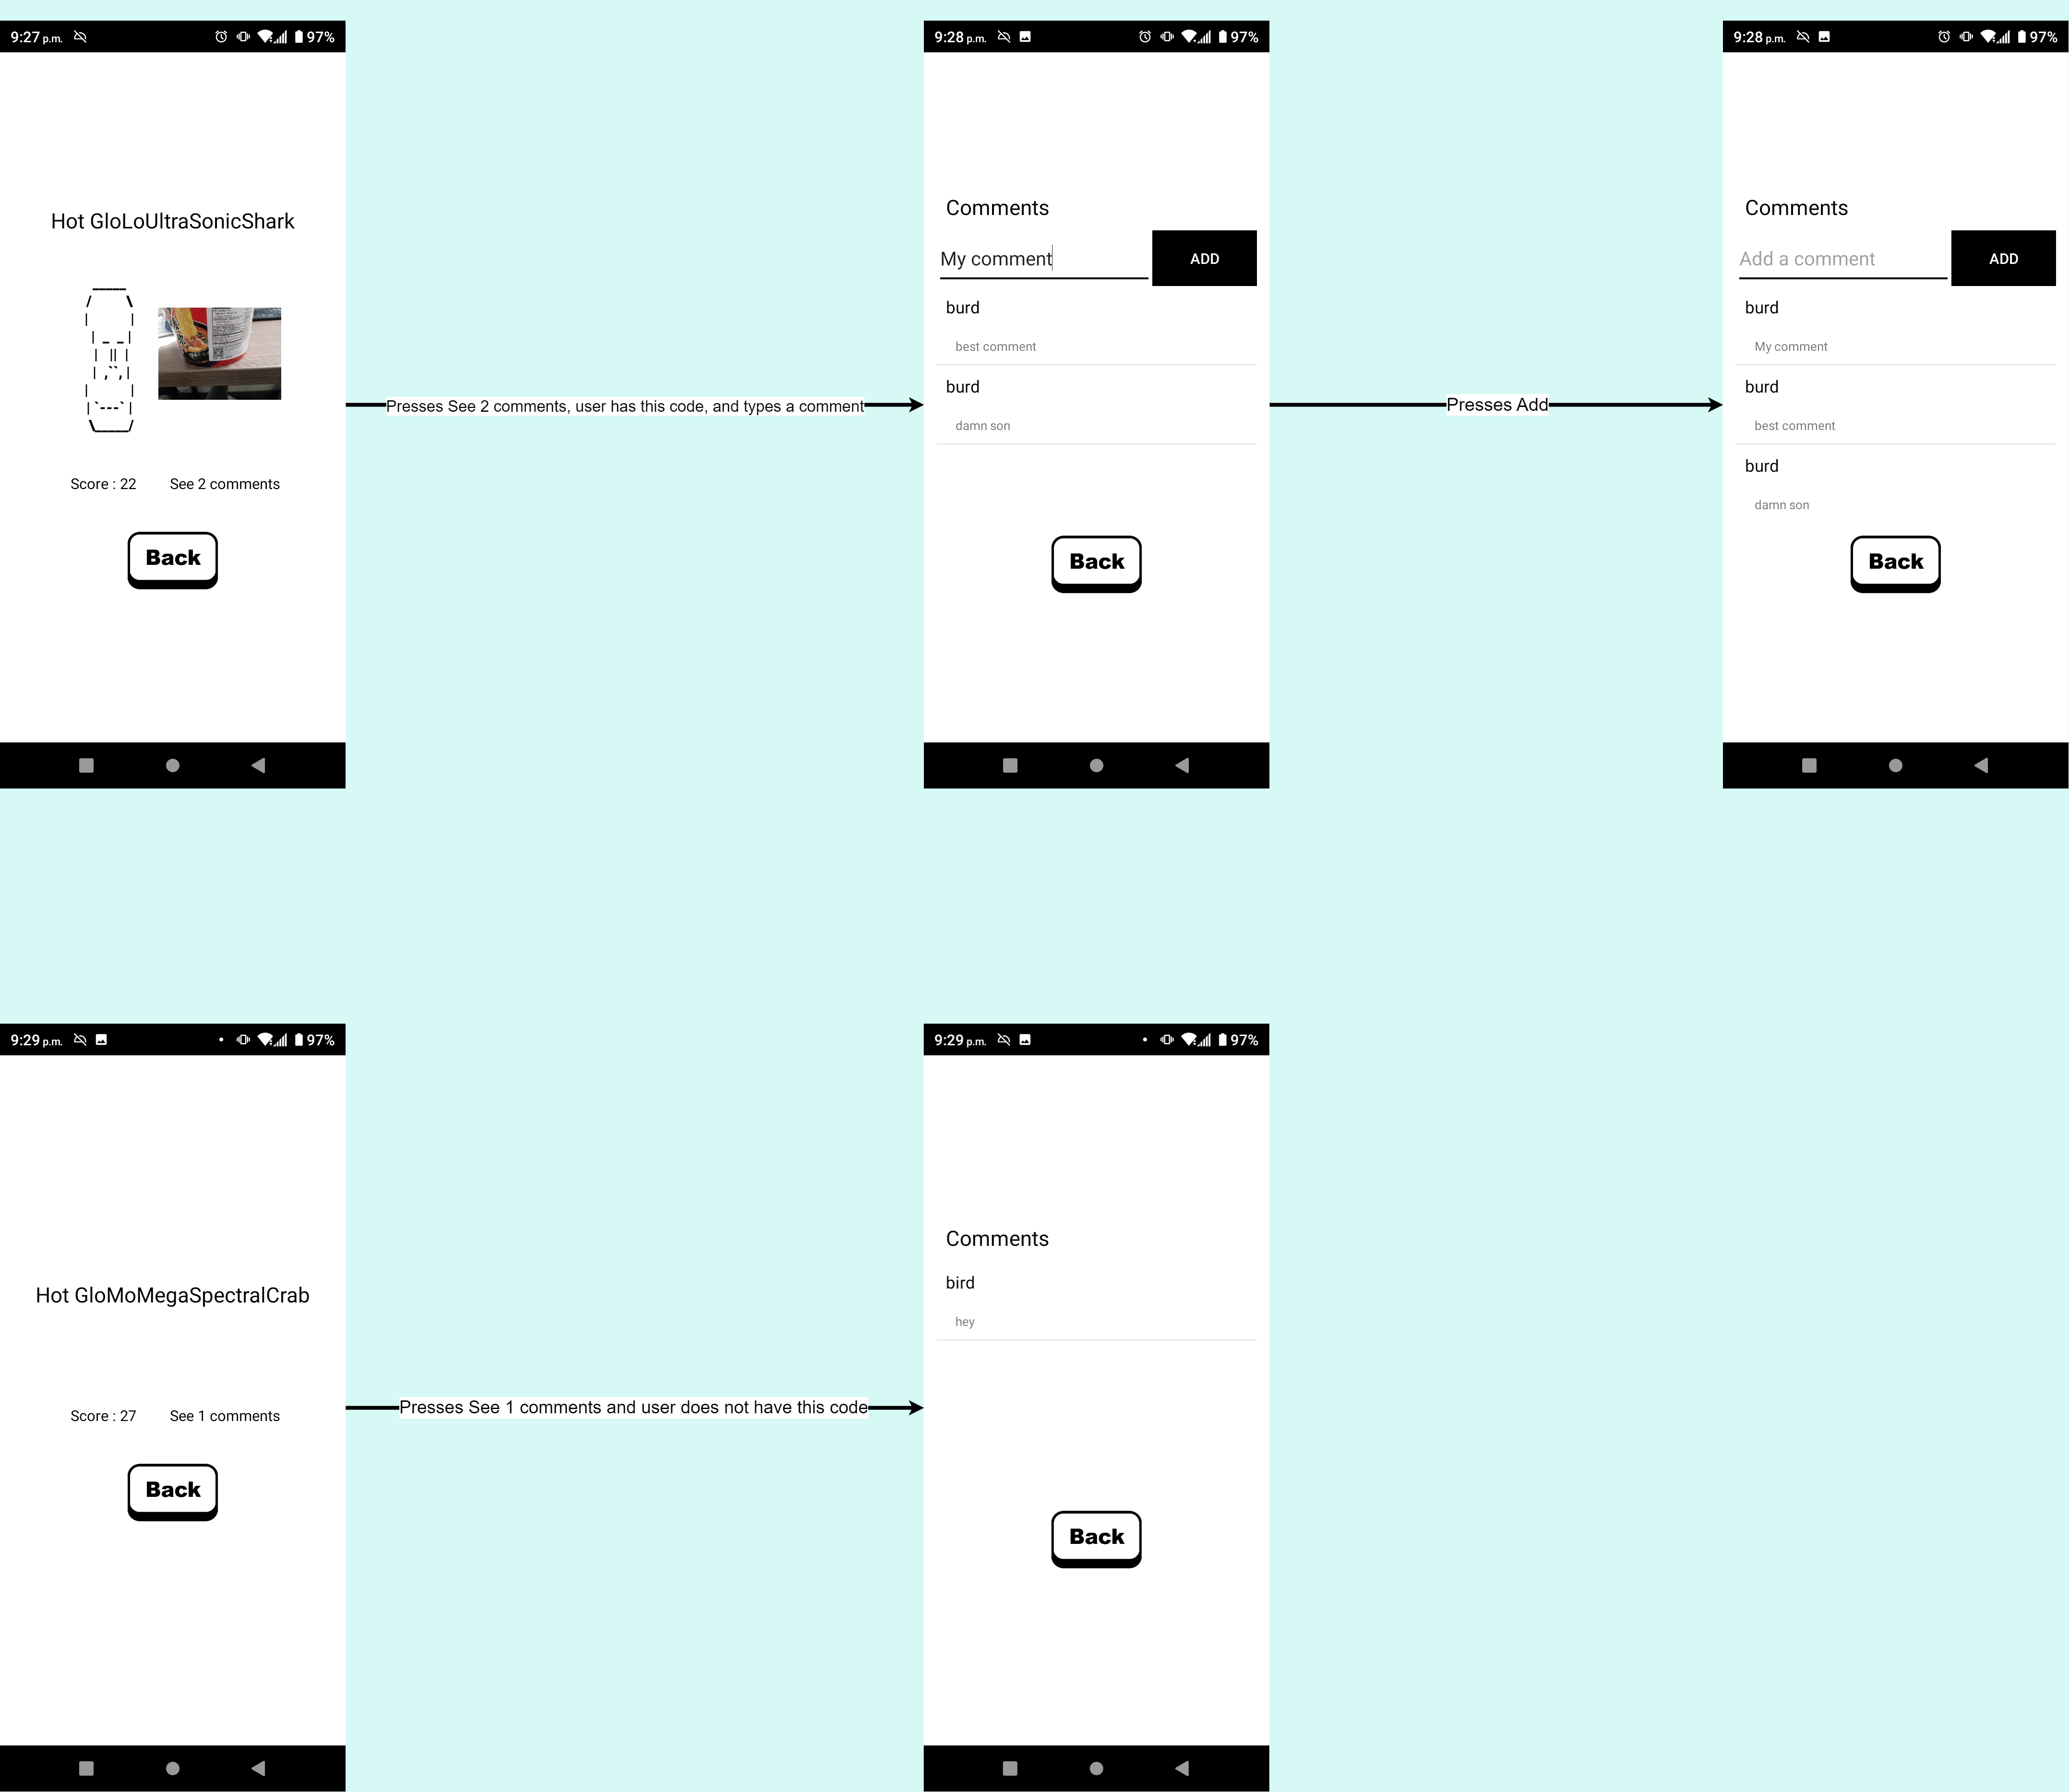 9:27 p.m.
97%
Hot GloLoUltraSonicShark
Score : 22
See 2 comments
Back
Presses See 2 comments, user has this code, and types a comment
9:28 p.m.
97%
Comments
My comment
ADD
burd
best comment
burd
damn son
Back
Presses Add
9:28 p.m.
97%
Comments
Add a comment
ADD
burd
My comment
burd
best comment
burd
damn son
Back
9:29 p.m.
97%
Hot GloMoMegaSpectralCrab
Score : 27
See 1 comments
Back
Presses See 1 comments and user does not have this code
9:29 p.m.
97%
Comments
bird
hey
Back